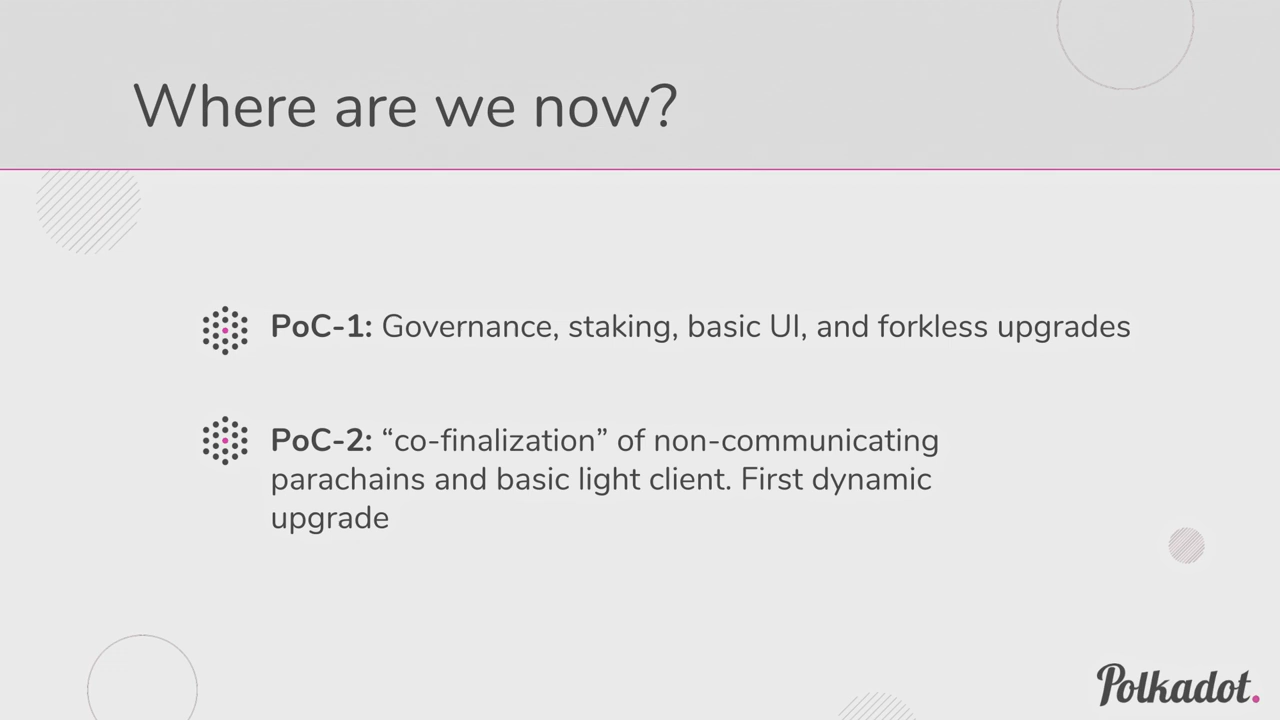 Where are we now?
PoC-1: Governance, staking, basic UI, and forkless upgrades
PoC-2: “co-finalization” of non-communicating
parachains and basic light client. First dynamic
upgrade
Polkadot.